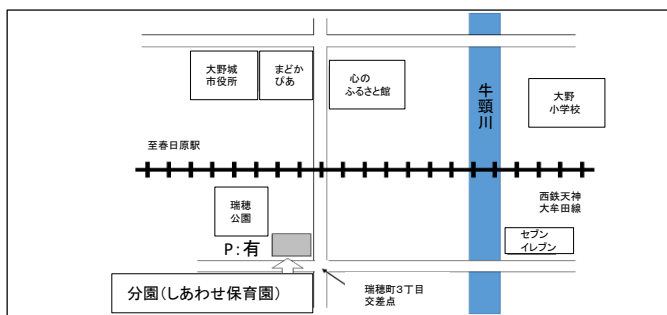 大野城
市役所
まどか
ぴあ
心の
ふるさと館
牛頸川
大野
小学校
至春日原駅
西鉄天神
大牟田線
瑞穂
公園
P:有
セブン
イレブン
分園(しあわせ保育園)
瑞穂町3丁目
交差点